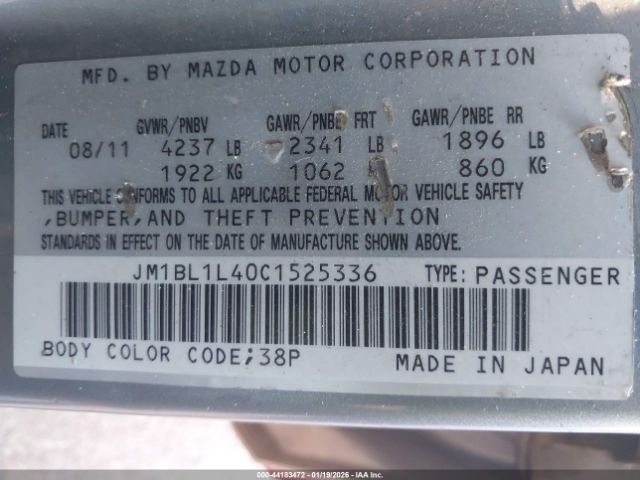 MFD. BY MAZDA MOTOR CORPORATION
DATE GVWR/PNBV GAWR/PNBE FRT GAWR/PNBE RR
08/11 4237 LB 2341 LB 1896 LB
1922 KG 1062 860 KG
THIS VEHICLE CONFORMS TO ALL APPLICABLE FEDERAL MOTOR VEHICLE SAFETY
,BUMPER,AND THEFT PREVENTION
STANDARDS IN EFFECT ON THE DATE OF MANUFACTURE SHOWN ABOVE.
JM1BL1L40C1525336 TYPE: PASSENGER
BODY COLOR CODE;38P MADE IN JAPAN
000-44183472 - 01/19/2026 - Copyright IAA, Inc.